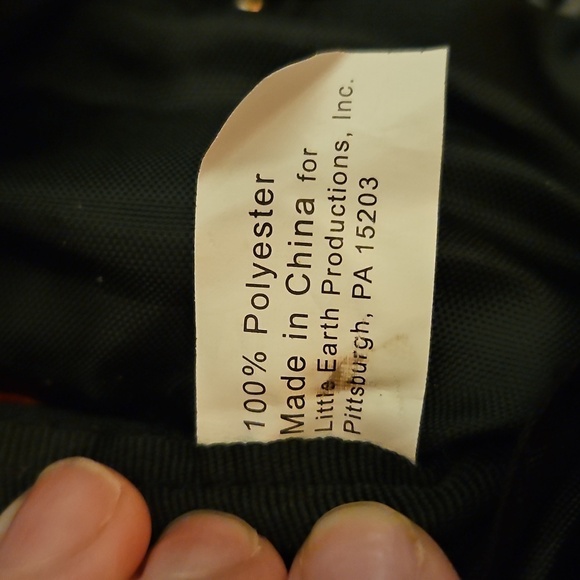 100% Polyester
Made in China for
Little Earth Productions, Inc.
Pittsburgh, PA 15203